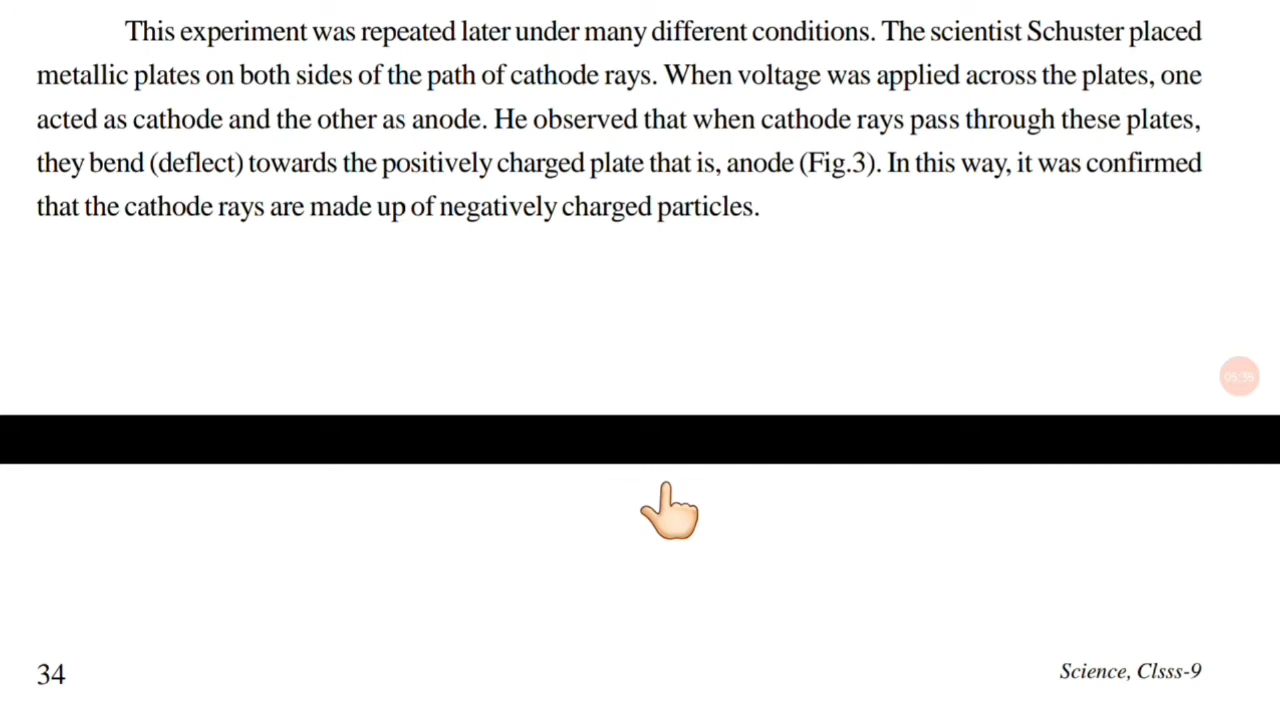 This experiment was repeated later under many different conditions. The scientist Schuster placed
metallic plates on both sides of the path of cathode rays. When voltage was applied across the plates, one
acted as cathode and the other as anode. He observed that when cathode rays pass through these plates,
they bend (deflect) towards the positively charged plate that is, anode (Fig.3). In this way, it was confirmed
that the cathode rays are made up of negatively charged particles.
05:35
34
Science, Clsss-9